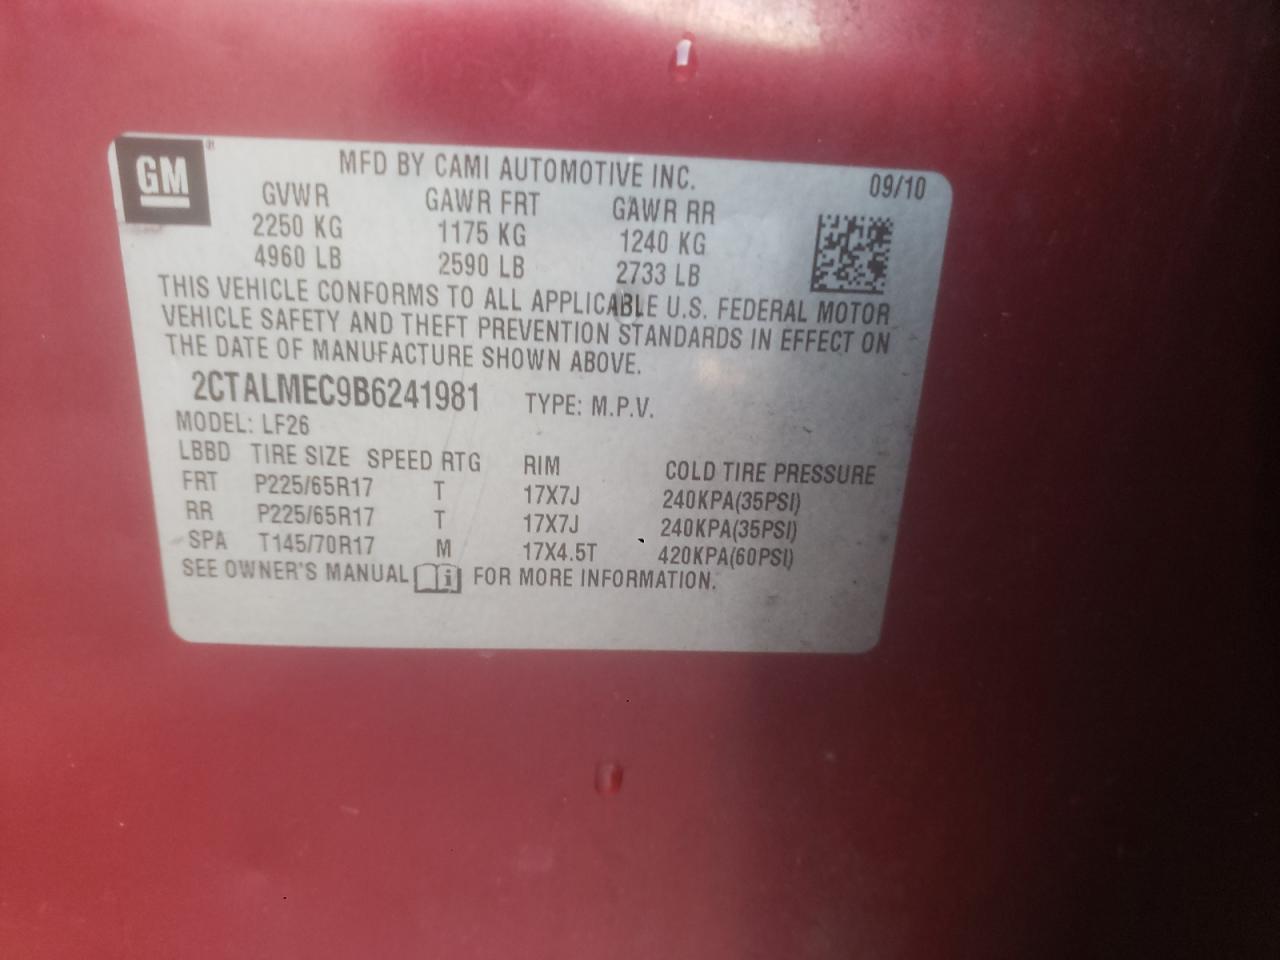 GM
MFD BY CAMI AUTOMOTIVE INC. 09/10
GVWR GAWR FRT GAWR RR
2250 KG 1175 KG 1240 KG
4960 LB 2590 LB 2733 LB
THIS VEHICLE CONFORMS TO ALL APPLICABLE U.S. FEDERAL MOTOR
VEHICLE SAFETY AND THEFT PREVENTION STANDARDS IN EFFECT ON
THE DATE OF MANUFACTURE SHOWN ABOVE.
2CTALMEC9B6241981 TYPE: M.P.V.
MODEL: LF26
LBBD TIRE SIZE SPEED RTG RIM COLD TIRE PRESSURE
FRT P225/65R17 T 17X7J 240KPA(35PSI)
RR P225/65R17 T 17X7J 240KPA(35PSI)
SPA T145/70R17 M 17X4.5T 420KPA(60PSI)
SEE OWNER'S MANUAL i FOR MORE INFORMATION.